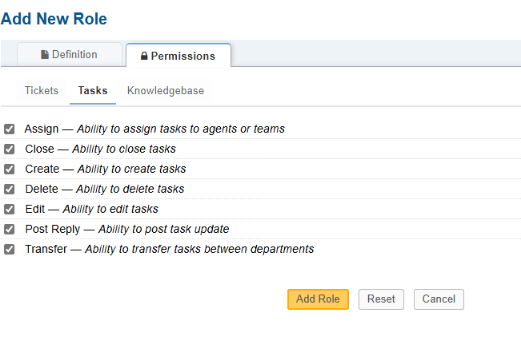 Add New Role
Definition Permissions
Tickets Tasks Knowledgebase
Assign — Ability to assign tasks to agents or teams
Close — Ability to close tasks
Create — Ability to create tasks
Delete — Ability to delete tasks
Edit — Ability to edit tasks
Post Reply — Ability to post task update
Transfer — Ability to transfer tasks between departments
Add Role Reset Cancel